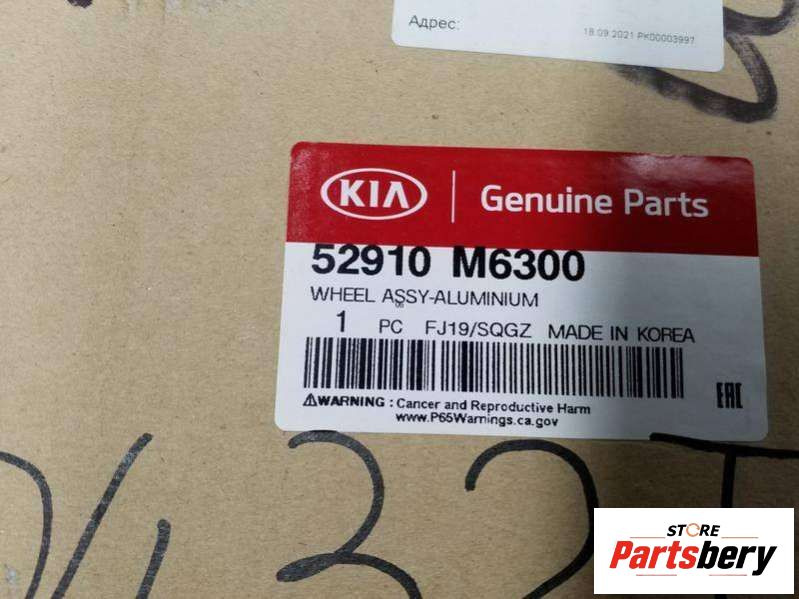 Адрес:
18.09.2021 PK00003997
KIA Genuine Parts
52910 M6300
WHEEL ASSY-ALUMINIUM
1 PC FJ19/SQGZ MADE IN KOREA
EAC
WARNING : Cancer and Reproductive Harm
www.P65Warnings.ca.gov
327
STORE
Partsbery